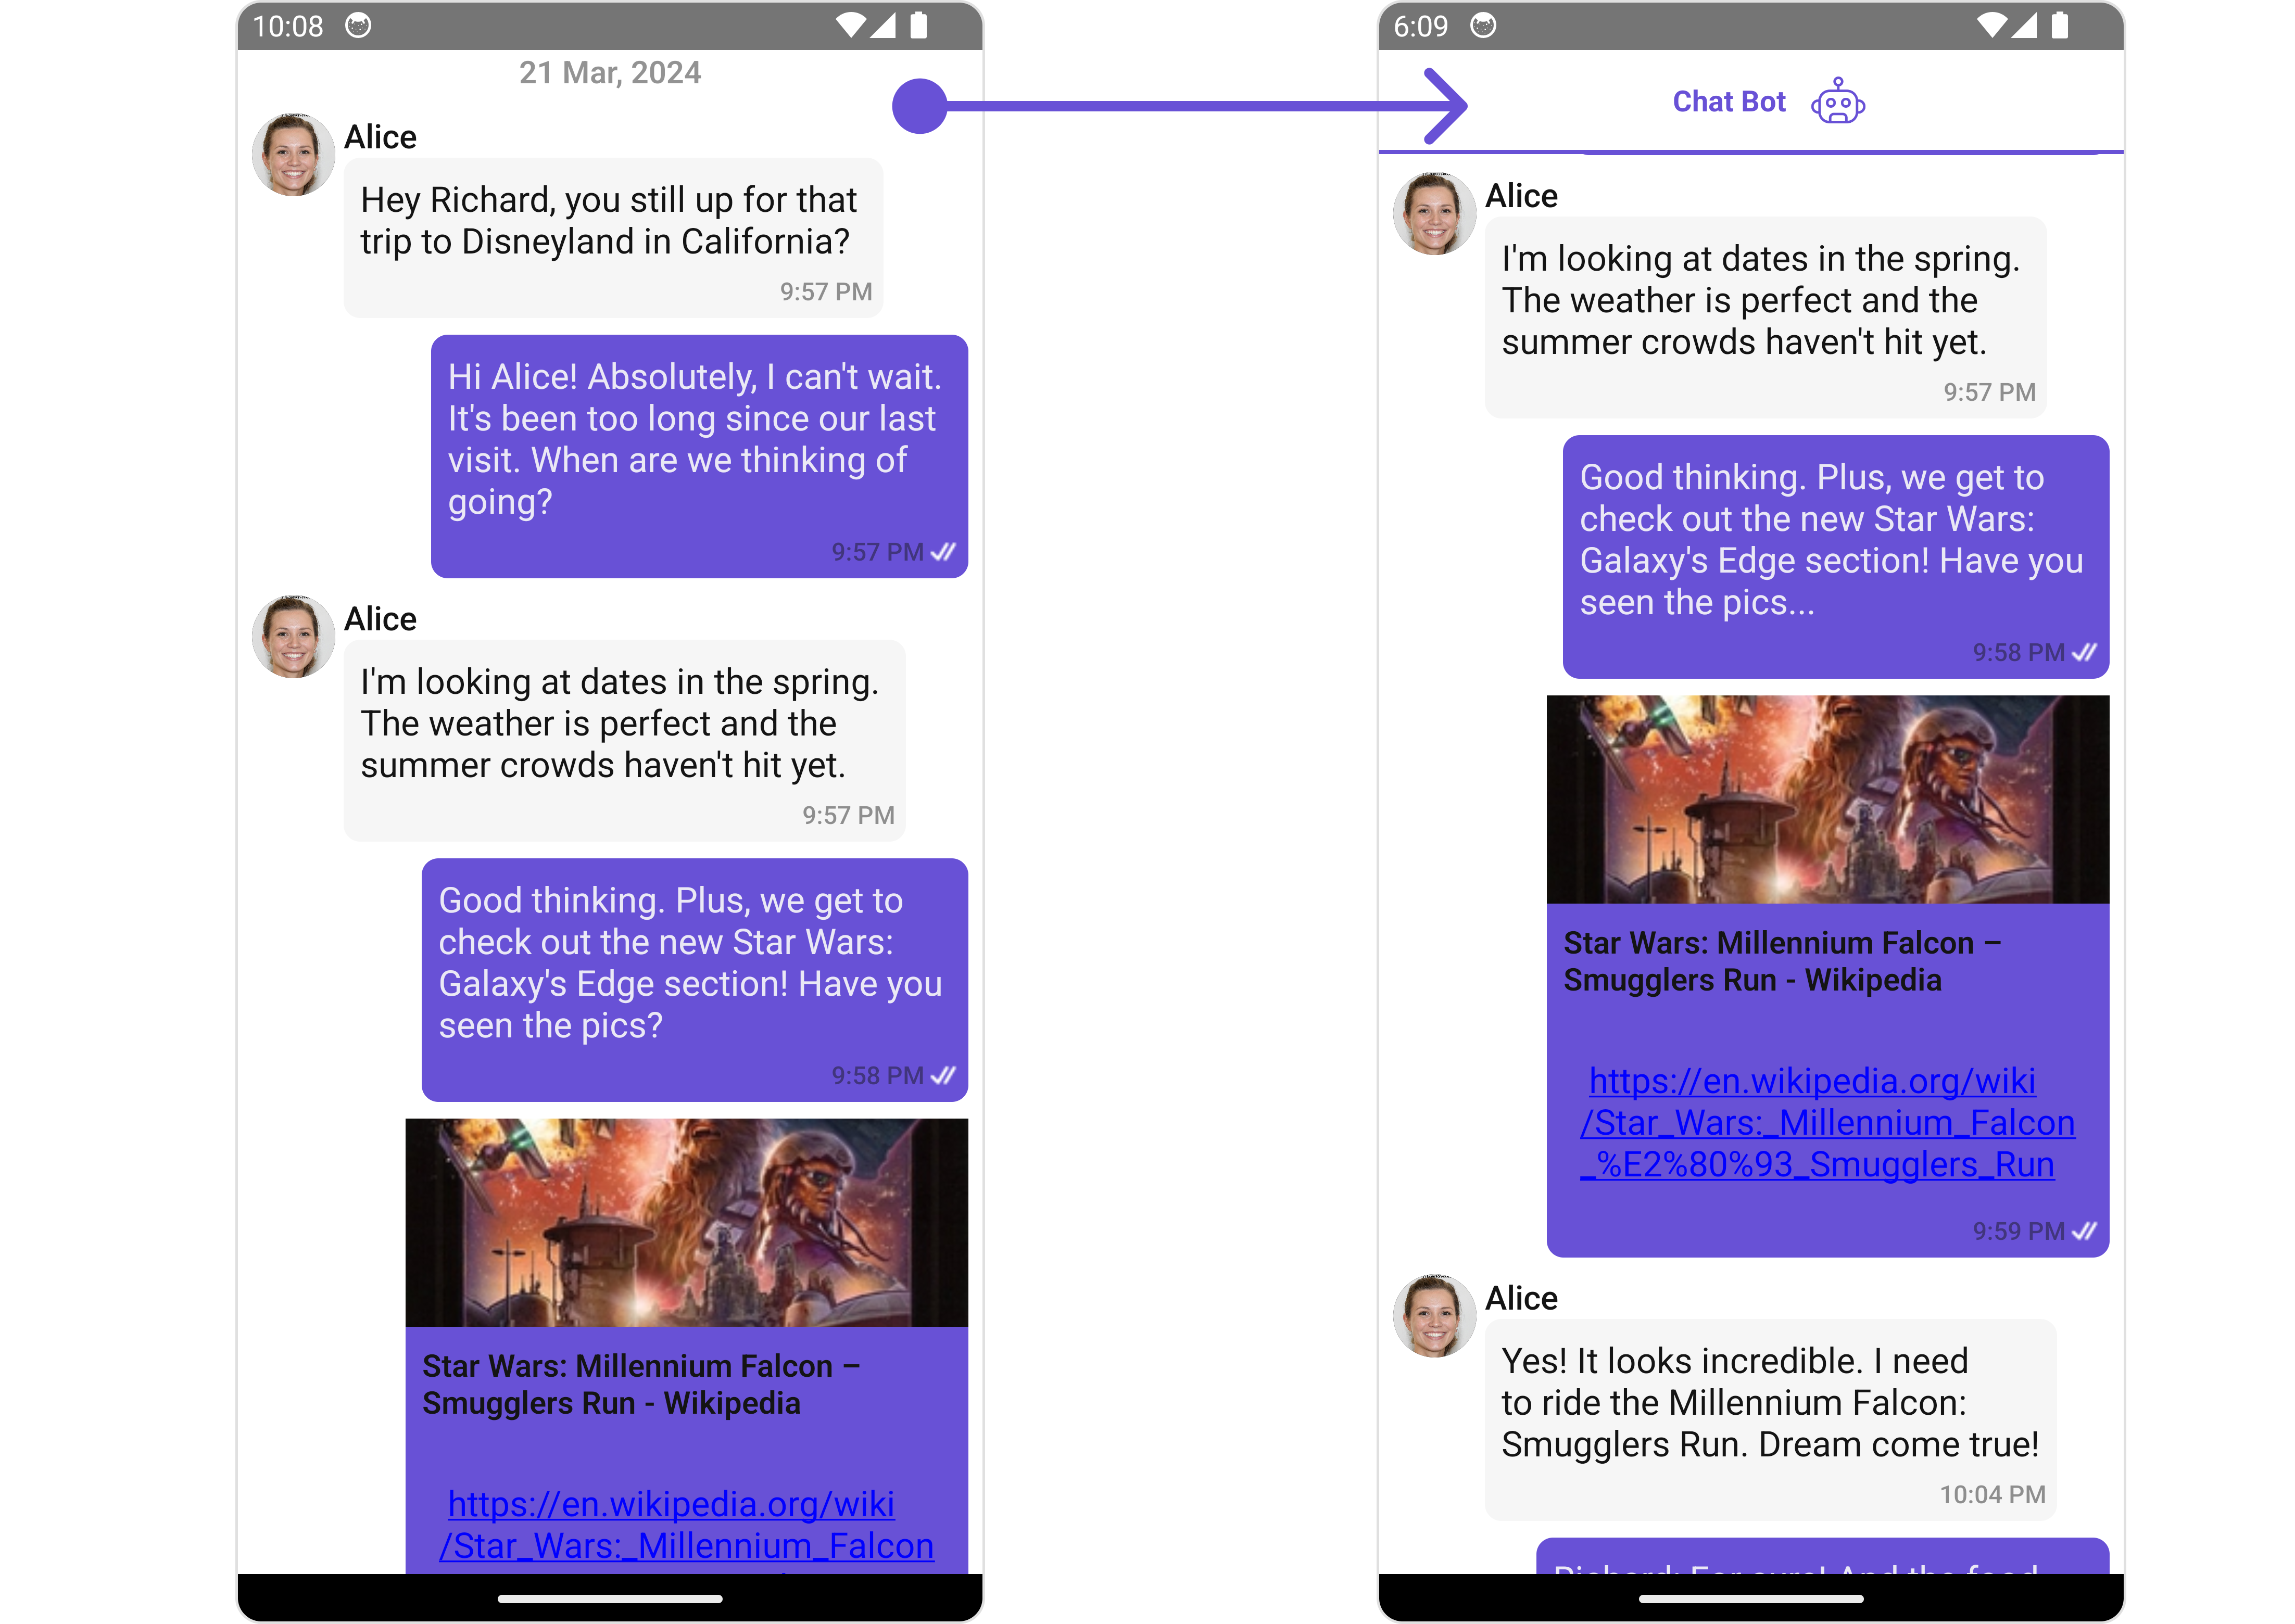 10:08
21 Mar, 2024
Alice
Hey Richard, you still up for that
trip to Disneyland in California?
9:57 PM
Hi Alice! Absolutely, I can't wait.
It's been too long since our last
visit. When are we thinking of
going?
9:57 PM
Alice
I'm looking at dates in the spring.
The weather is perfect and the
summer crowds haven't hit yet.
9:57 PM
Good thinking. Plus, we get to
check out the new Star Wars:
Galaxy's Edge section! Have you
seen the pics?
9:58 PM
Star Wars: Millennium Falcon –
Smugglers Run - Wikipedia
https://en.wikipedia.org/wiki
/Star_Wars:_Millennium_Falcon
6:09
Chat Bot
Alice
I'm looking at dates in the spring.
The weather is perfect and the
summer crowds haven't hit yet.
9:57 PM
Good thinking. Plus, we get to
check out the new Star Wars:
Galaxy's Edge section! Have you
seen the pics...
9:58 PM
Star Wars: Millennium Falcon –
Smugglers Run - Wikipedia
https://en.wikipedia.org/wiki
/Star_Wars:_Millennium_Falcon
_%E2%80%93_Smugglers_Run
9:59 PM
Alice
Yes! It looks incredible. I need
to ride the Millennium Falcon:
Smugglers Run. Dream come true!
10:04 PM
Richard: For sure! And the food